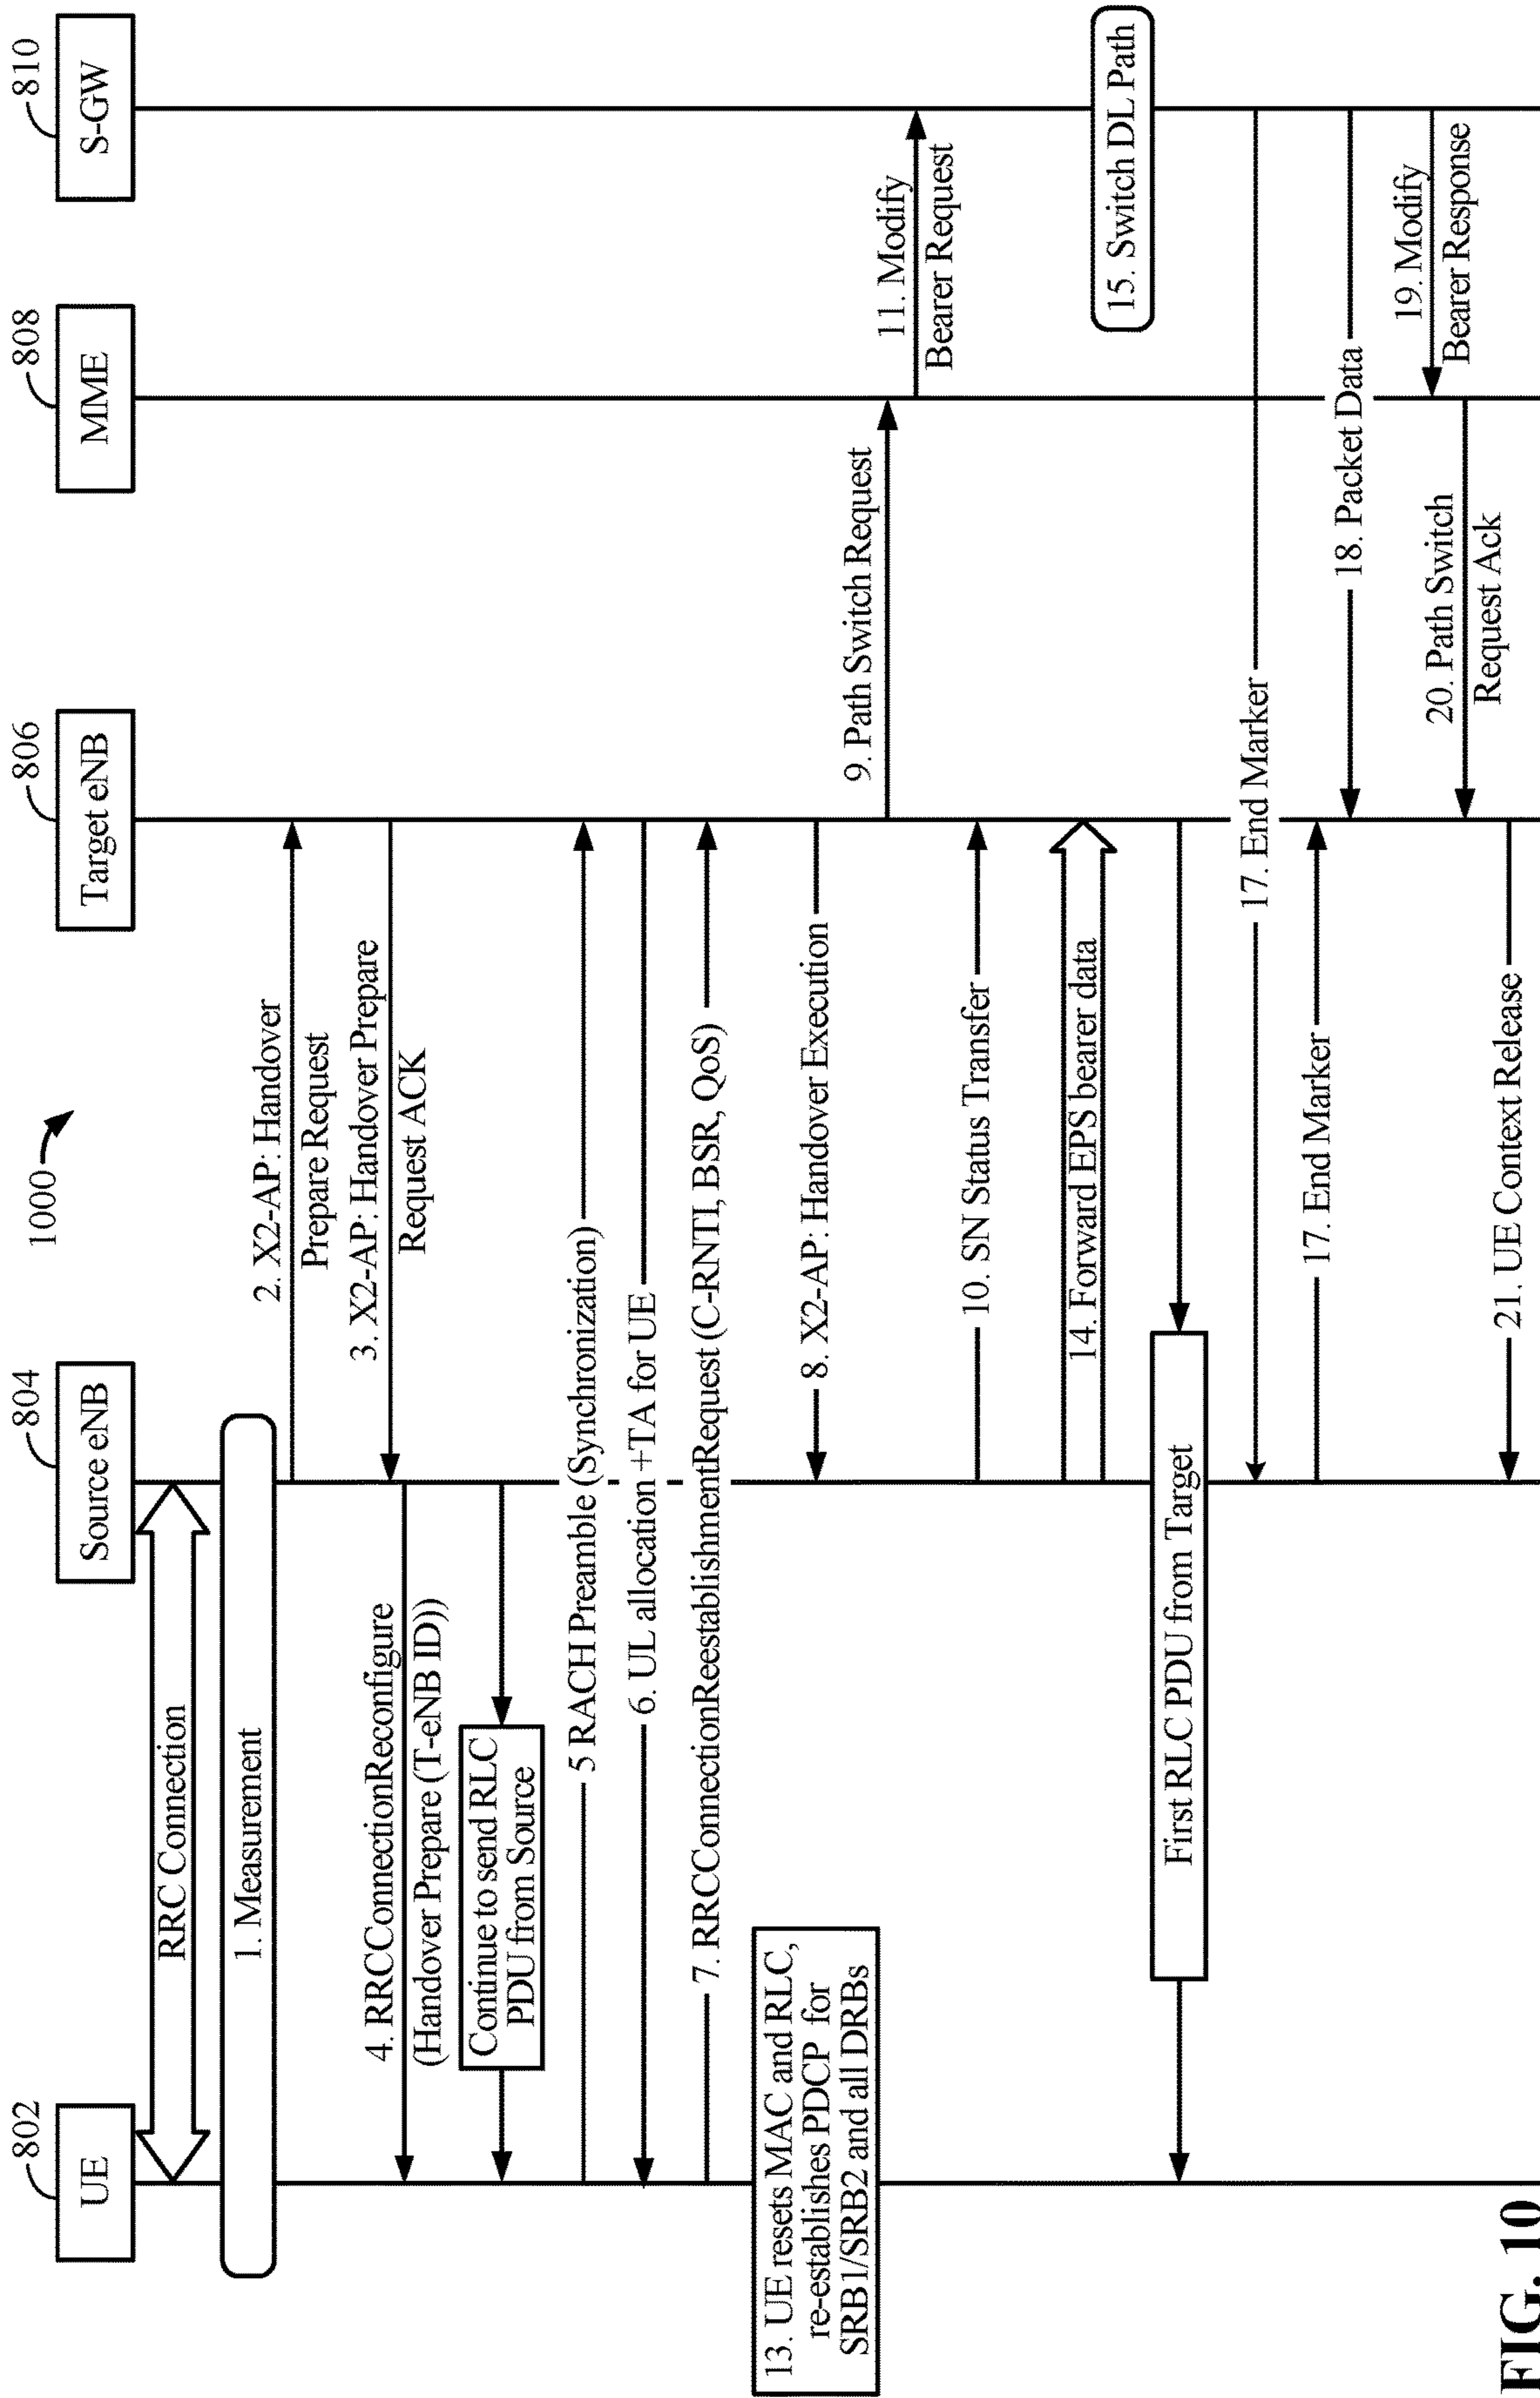 1000
802
804
806
808
810
UE
Source eNB
Target eNB
MME
S-GW
RRC Connection
1. Measurement
2. X2-AP: Handover
Prepare Request
3. X2-AP: Handover Prepare
Request ACK
4. RRCConnectionReconfigure
(Handover Prepare (T-eNB ID))
Continue to send RLC
PDU from Source
5 RACH Preamble (Synchronization)
6. UL allocation +TA for UE
7. RRCConnectionReestablishmentRequest (C-RNTI, BSR, QoS)
13. UE resets MAC and RLC,
re-establishes PDCP for
SRB1/SRB2 and all DRBs
8. X2-AP: Handover Execution
9. Path Switch Request
11. Modify
Bearer Request
10. SN Status Transfer
14. Forward EPS bearer data
15. Switch DL Path
First RLC PDU from Target
17. End Marker
17. End Marker
18. Packet Data
19. Modify
Bearer Response
20. Path Switch
Request Ack
21. UE Context Release
FIG. 10